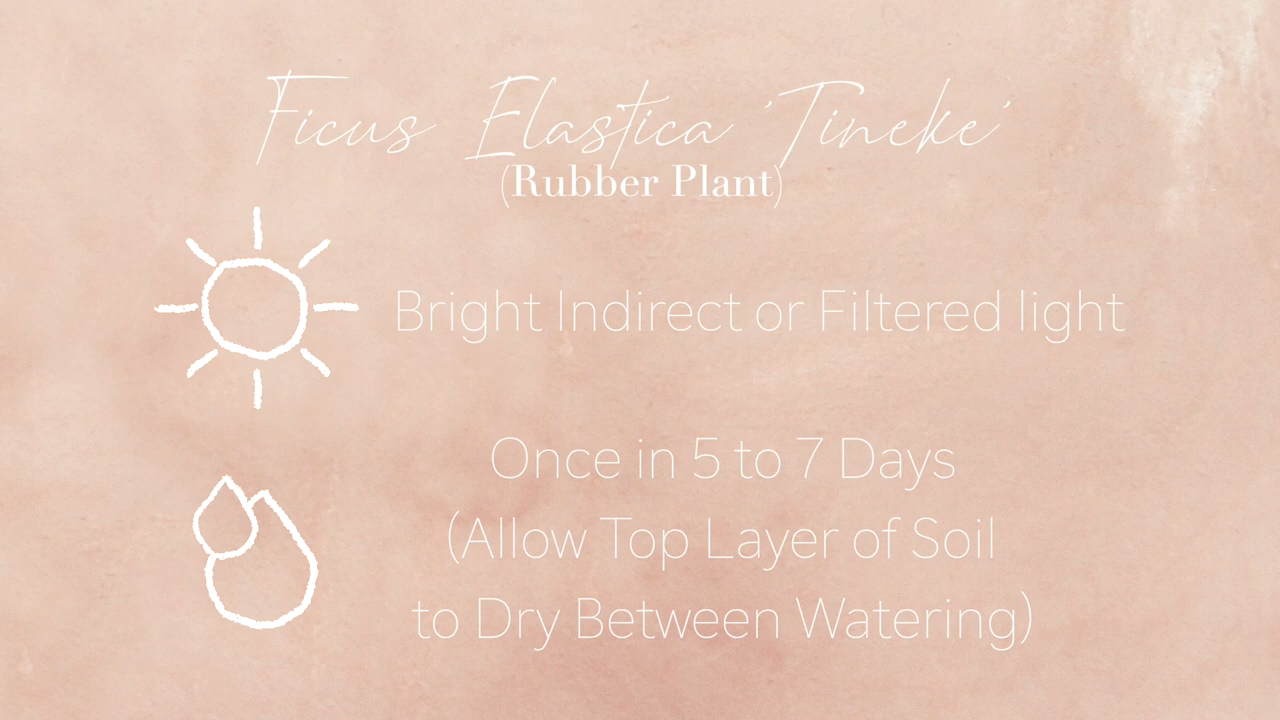 Ficus Elastica 'Tineke'
(Rubber Plant)
Bright Indirect or Filtered light
Once in 5 to 7 Days
(Allow Top Layer of Soil
to Dry Between Watering)